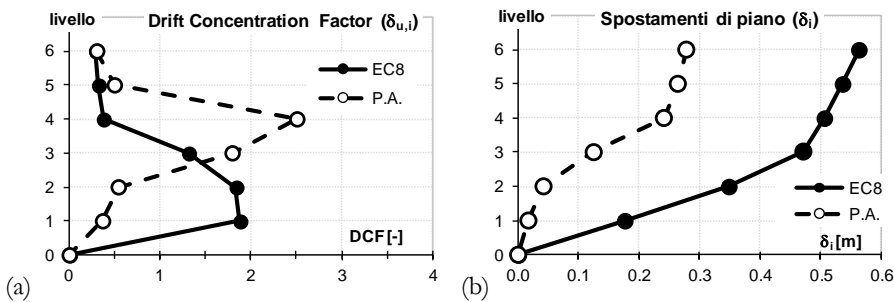 livello
Drift Concentration Factor (δu,i)
6
5
4
3
2
1
0
EC8
P.A.
DCF[-]
0
1
2
3
4
(a)
livello
Spostamenti di piano (δi)
6
5
4
3
2
1
0
EC8
P.A.
δi[m]
0.0
0.1
0.2
0.3
0.4
0.5
0.6
(b)